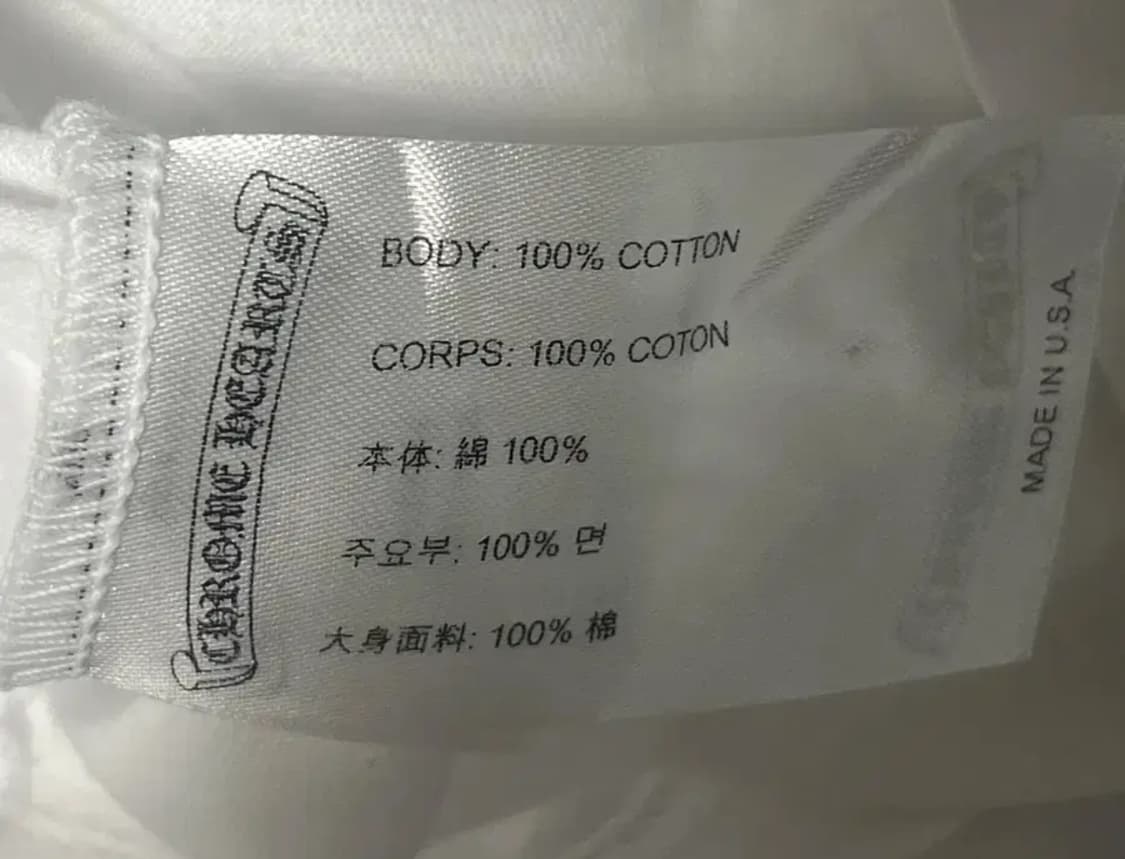 CHROME HEARTS
BODY: 100% COTTON
CORPS: 100% COTON
本体: 綿 100%
주요부: 100% 면
大身面料: 100% 棉
MADE IN U.S.A.